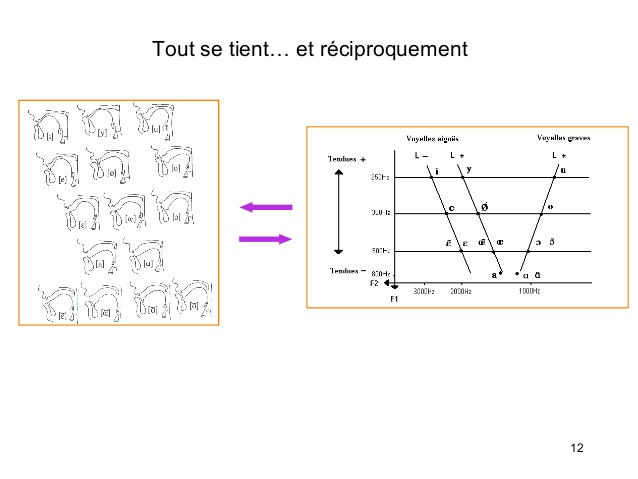 Tout se tient… et réciproquement
[i] [y] [u]
[e] [ø] [o]
[ε] [œ] [ɔ]
[a] [ɑ]
[ɛ̃] [œ̃] [ɑ̃] [ɔ̃]
Voyelles aiguës Voyelles graves
Tendues + L – L + L +
i y u
250Hz
e Ø o
350Hz
ɛ̃ ε œ̃ œ ɔ ɔ̃
500Hz
Tendues – a ɑ ɑ̃
800Hz
F2
F1 3000Hz 2000Hz 1000Hz
12